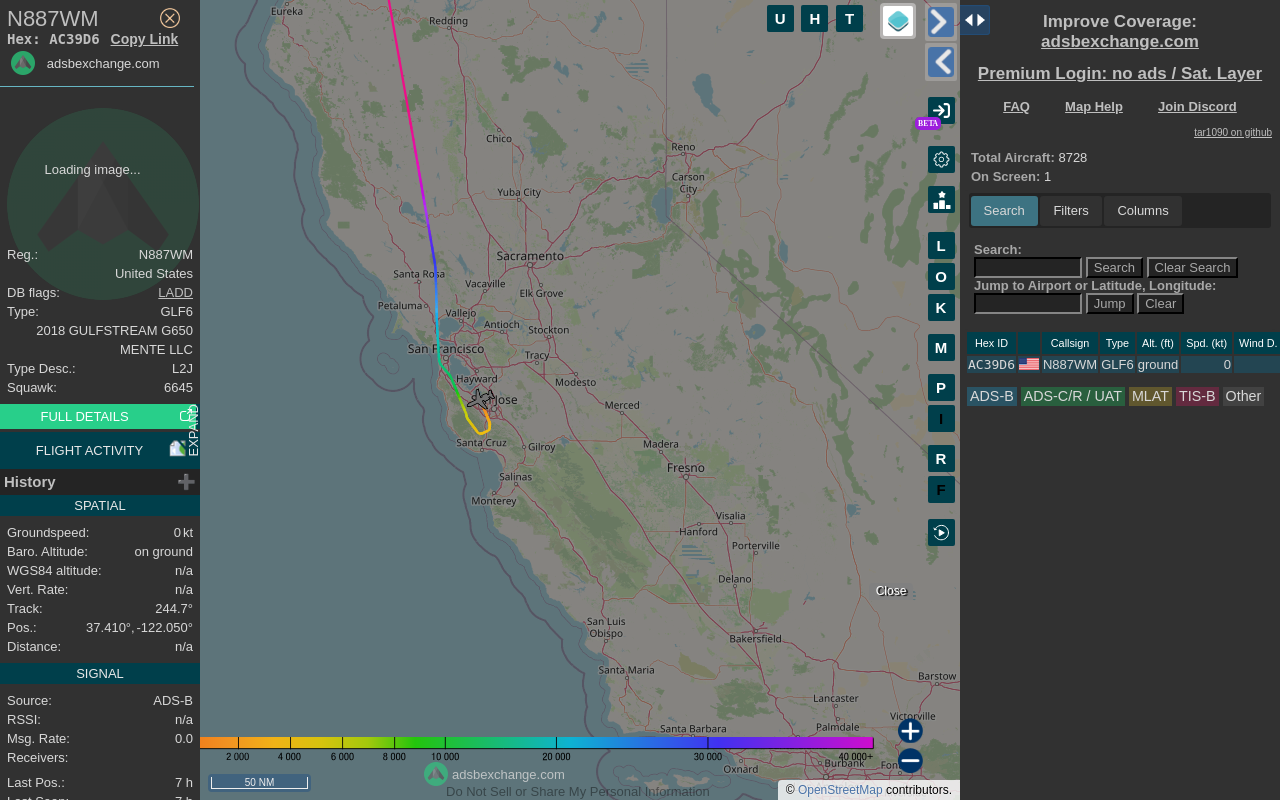 N887WM
Hex: AC39D6 Copy Link
adsbexchange.com
Loading image...
Reg.: N887WM
United States
DB flags: LADD
Type: GLF6
2018 GULFSTREAM G650
MENTE LLC
Type Desc.: L2J
Squawk: 6645
FULL DETAILS
EXPAND
FLIGHT ACTIVITY
History
SPATIAL
Groundspeed: 0 kt
Baro. Altitude: on ground
WGS84 altitude: n/a
Vert. Rate: n/a
Track: 244.7°
Pos.: 37.410°, -122.050°
Distance: n/a
SIGNAL
Source: ADS-B
RSSI: n/a
Msg. Rate: 0.0
Receivers:
Last Pos.: 7 h
Eureka
Redding
Chico
Reno
Carson
City
Yuba City
Sacramento
Santa Rosa
Vacaville
Elk Grove
Petaluma
Vallejo
Antioch
Stockton
San Francisco
Tracy
Hayward
Modesto
Jose
Merced
Santa Cruz
Gilroy
Madera
Salinas
Fresno
Monterey
Visalia
Hanford
Porterville
Delano
San Luis
Obispo
Bakersfield
Santa Maria
Barstow
Lancaster
Victorville
Palmdale
Santa Barbara
Oxnard
Burbank
2 000 4 000 6 000 8 000 10 000 20 000 30 000 40 000+
50 NM
adsbexchange.com
Do Not Sell or Share My Personal Information
© OpenStreetMap contributors.
Close
U H T
BETA
L
O
K
M
P
I
R
F
Improve Coverage:
adsbexchange.com
Premium Login: no ads / Sat. Layer
FAQ Map Help Join Discord
tar1090 on github
Total Aircraft: 8728
On Screen: 1
Search Filters Columns
Search:
Search Clear Search
Jump to Airport or Latitude, Longitude:
Jump Clear
Hex ID Callsign Type Alt. (ft) Spd. (kt) Wind D.
AC39D6 N887WM GLF6 ground 0
ADS-B ADS-C/R / UAT MLAT TIS-B Other